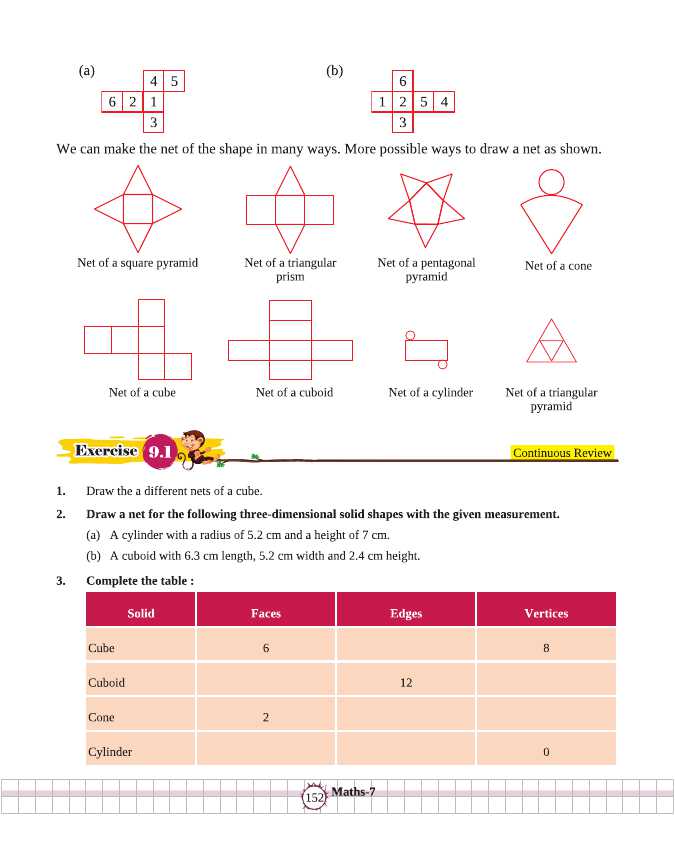 (a)
4 5
6 2 1
3
(b)
6
1 2 5 4
3
We can make the net of the shape in many ways. More possible ways to draw a net as shown.
Net of a square pyramid
Net of a triangular
prism
Net of a pentagonal
pyramid
Net of a cone
Net of a cube
Net of a cuboid
Net of a cylinder
Net of a triangular
pyramid
Exercise 9.1
Continuous Review
1. Draw the a different nets of a cube.
2. Draw a net for the following three-dimensional solid shapes with the given measurement.
(a) A cylinder with a radius of 5.2 cm and a height of 7 cm.
(b) A cuboid with 6.3 cm length, 5.2 cm width and 2.4 cm height.
3. Complete the table :
Solid Faces Edges Vertices
Cube 6 8
Cuboid 12
Cone 2
Cylinder 0
152 Maths-7